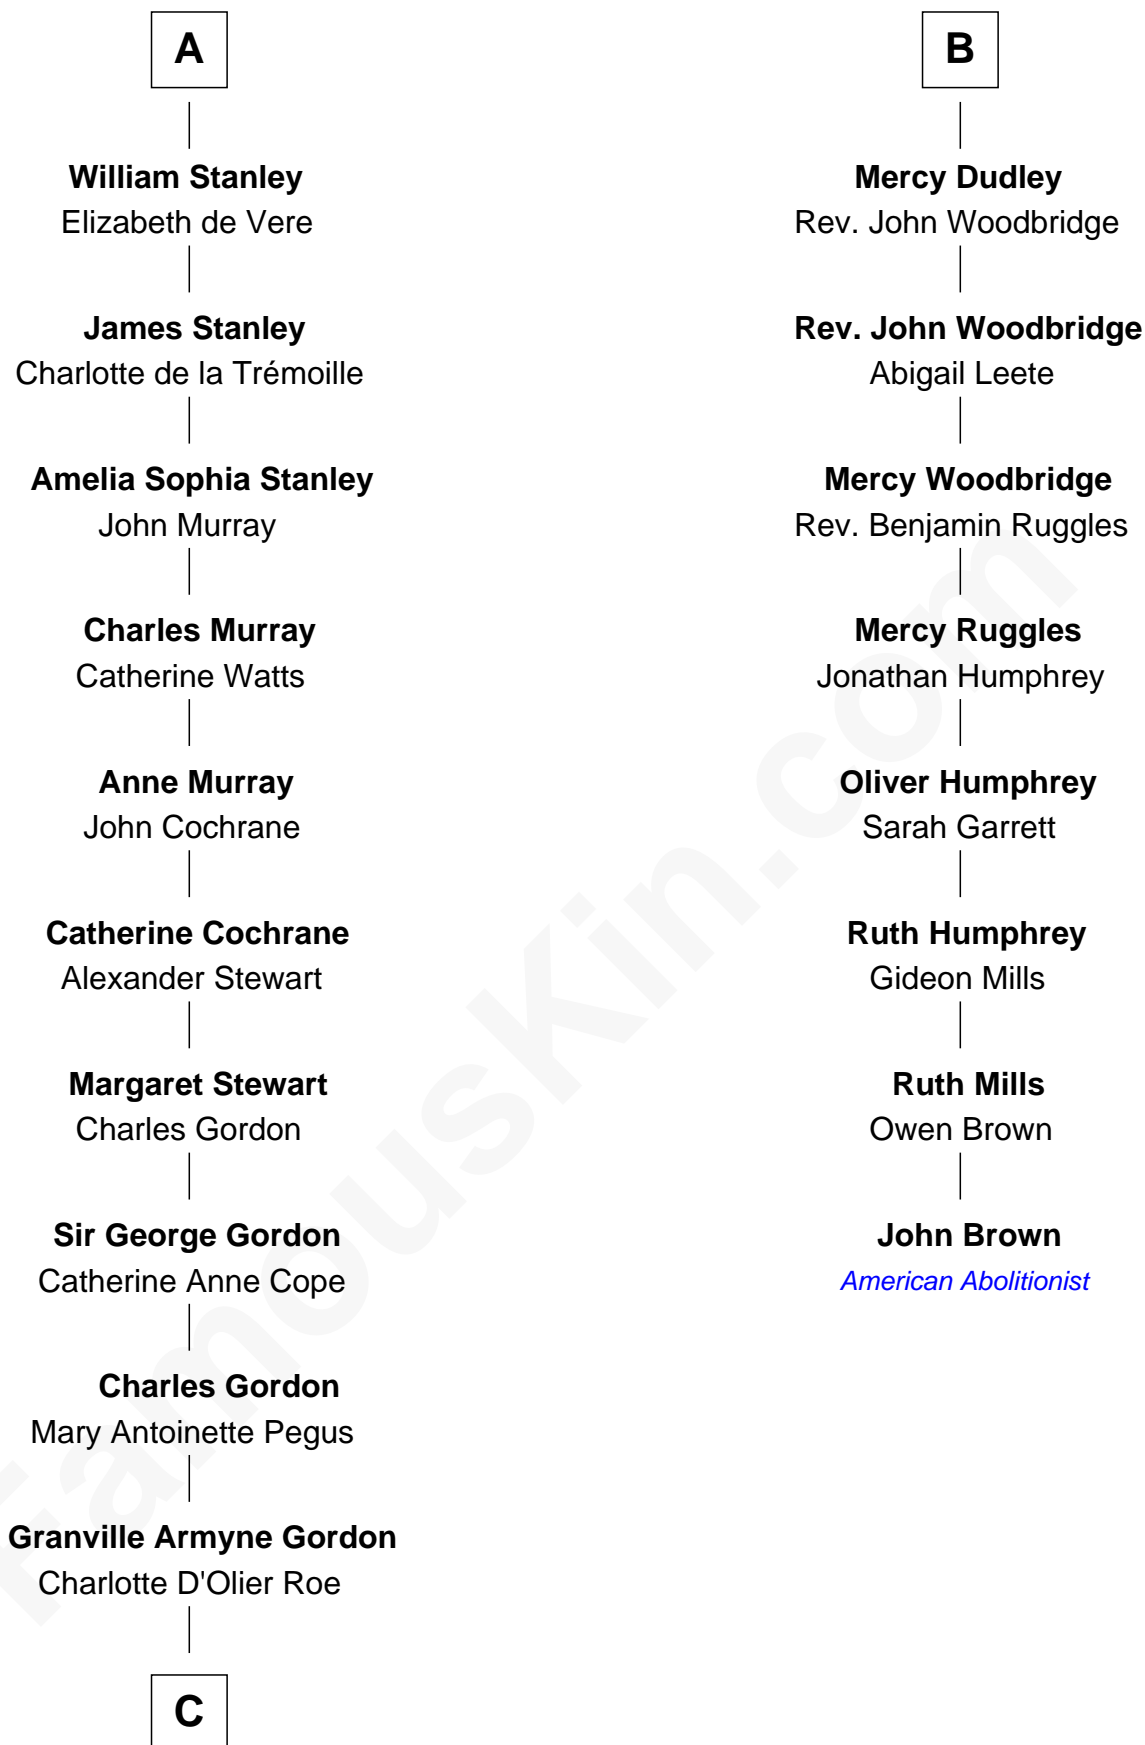 A
William Stanley
Elizabeth de Vere
James Stanley
Charlotte de la Trémoille
Amelia Sophia Stanley
John Murray
Charles Murray
Catherine Watts
Anne Murray
John Cochrane
Catherine Cochrane
Alexander Stewart
Margaret Stewart
Charles Gordon
Sir George Gordon
Catherine Anne Cope
Charles Gordon
Mary Antoinette Pegus
Granville Armyne Gordon
Charlotte D'Olier Roe
C
B
Mercy Dudley
Rev. John Woodbridge
Rev. John Woodbridge
Abigail Leete
Mercy Woodbridge
Rev. Benjamin Ruggles
Mercy Ruggles
Jonathan Humphrey
Oliver Humphrey
Sarah Garrett
Ruth Humphrey
Gideon Mills
Ruth Mills
Owen Brown
John Brown
American Abolitionist
FamousKin.com